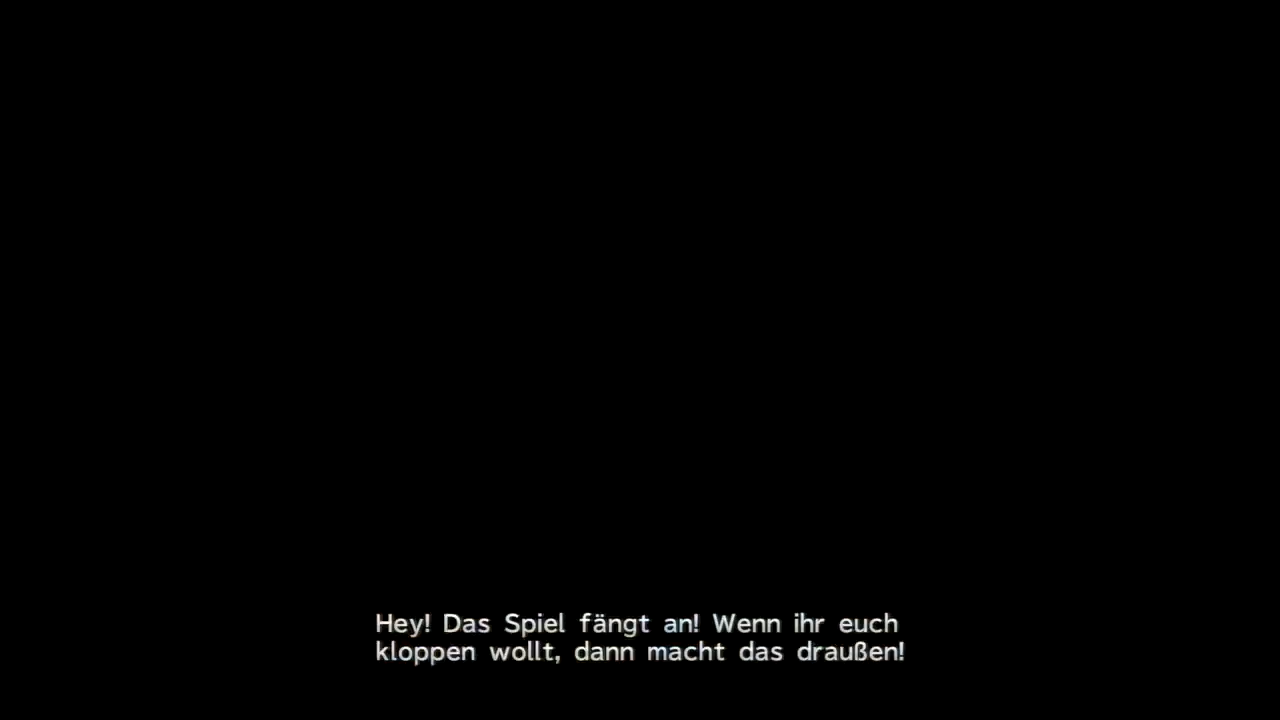 Hey! Das Spiel fängt an! Wenn ihr euch
kloppen wollt, dann macht das draußen!